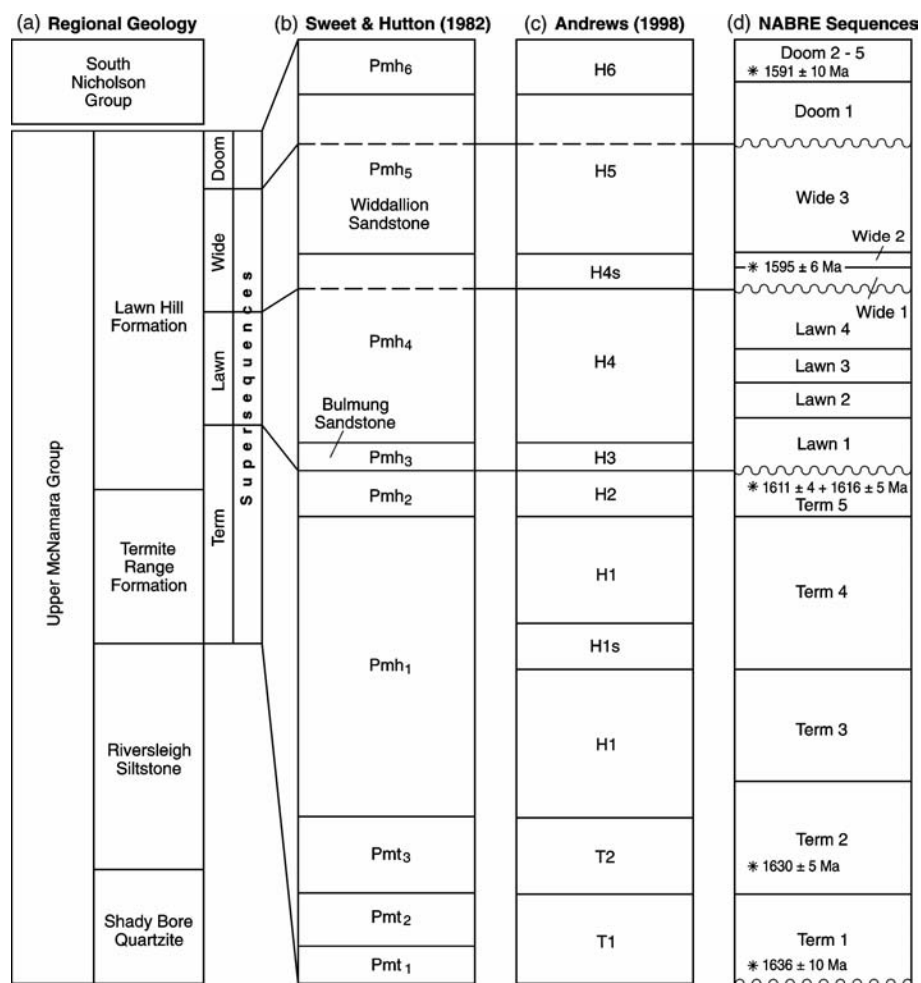 (a) Regional Geology
South
Nicholson
Group
Upper McNamara Group
Lawn Hill
Formation
Termite
Range
Formation
Riversleigh
Siltstone
Shady Bore
Quartzite
Doom
Wide
Lawn
Term
Supersequences
(b) Sweet & Hutton (1982)
Pmh6
Pmh5
Widdallion
Sandstone
Pmh4
Bulmung
Sandstone
Pmh3
Pmh2
Pmh1
Pmt3
Pmt2
Pmt1
(c) Andrews (1998)
H6
H5
H4s
H4
H3
H2
H1
H1s
H1
T2
T1
(d) NABRE Sequences
Doom 2 - 5
* 1591 ± 10 Ma
Doom 1
Wide 3
Wide 2
* 1595 ± 6 Ma
Wide 1
Lawn 4
Lawn 3
Lawn 2
Lawn 1
* 1611 ± 4 + 1616 ± 5 Ma
Term 5
Term 4
Term 3
Term 2
* 1630 ± 5 Ma
Term 1
* 1636 ± 10 Ma